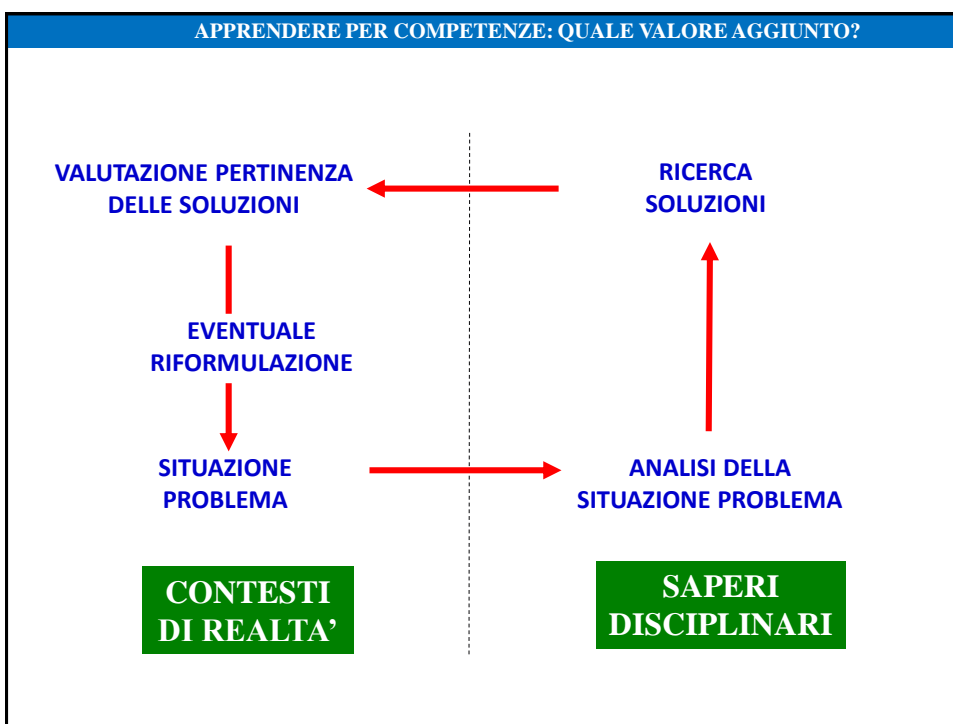 APPRENDERE PER COMPETENZE: QUALE VALORE AGGIUNTO?
VALUTAZIONE PERTINENZA
DELLE SOLUZIONI
RICERCA
SOLUZIONI
EVENTUALE
RIFORMULAZIONE
SITUAZIONE
PROBLEMA
ANALISI DELLA
SITUAZIONE PROBLEMA
CONTESTI
DI REALTA’
SAPERI
DISCIPLINARI